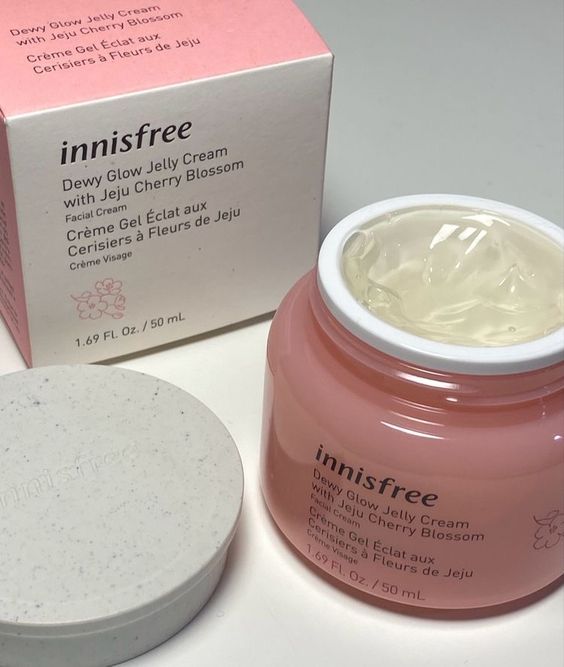 Dewy Glow Jelly Cream
with Jeju Cherry Blossom
Crème Gel Éclat aux
Cerisiers à Fleurs de Jeju
innisfree
Dewy Glow Jelly Cream
with Jeju Cherry Blossom
Facial Cream
Crème Gel Éclat aux
Cerisiers à Fleurs de Jeju
Crème Visage
1.69 Fl. Oz. / 50 mL
innisfree
innisfree
Dewy Glow Jelly Cream
with Jeju Cherry Blossom
Facial Cream
Crème Gel Éclat aux
Cerisiers à Fleurs de Jeju
Crème Visage
1.69 Fl. Oz. / 50 mL